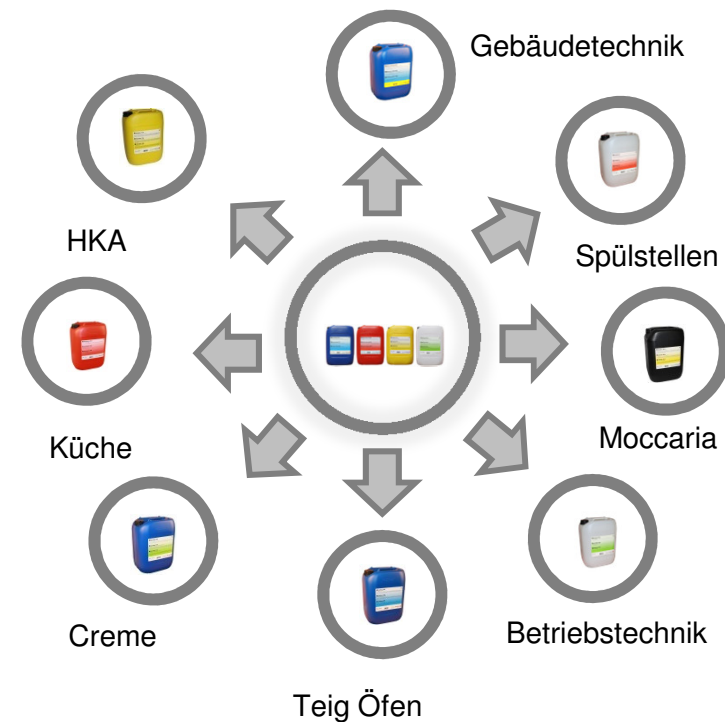 Gebäudetechnik
HKA
Spülstellen
Küche
Moccaria
Creme
Betriebstechnik
Teig Öfen